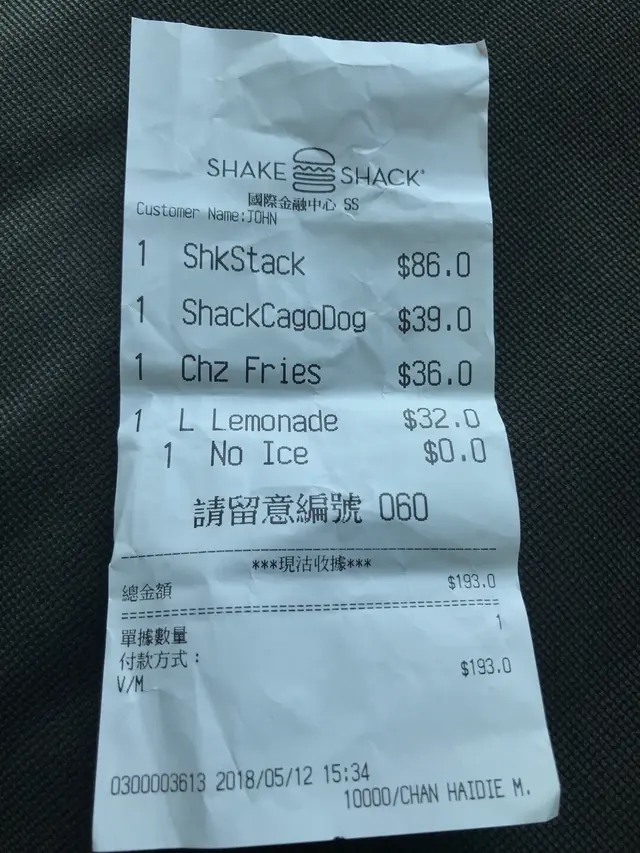 SHAKE SHACK®
國際金融中心 SS
Customer Name:JOHN
1 ShkStack $86.0
1 ShackCagoDog $39.0
1 Chz Fries $36.0
1 L Lemonade $32.0
1 No Ice $0.0
請留意編號 060
***現沽收據***
總金額 $193.0
單據數量 1
付款方式：
V/M $193.0
0300003613 2018/05/12 15:34
10000/CHAN HAIDIE M.